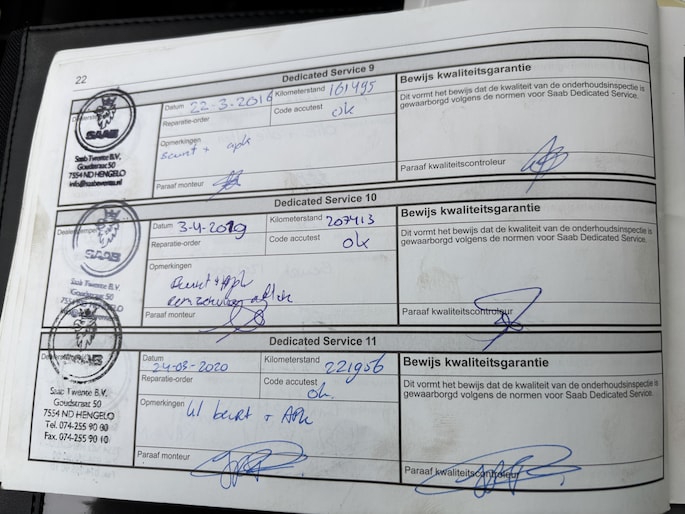 22
Dedicated Service 9
Datum 22-3-2016
Kilometerstand 161495
Bewijs kwaliteitsgarantie
Reparatie-order
Code accutest ok
Dit vormt het bewijs dat de kwaliteit van de onderhoudsinspectie is
gewaarborgd volgens de normen voor Saab Dedicated Service.
Opmerkingen
Beurt + apk
Paraaf monteur
Paraaf kwaliteitscontroleur
SAAB
Saab Twente B.V.
Goudstraat 50
7554 ND HENGELO
info@saabtwente.nl
Dedicated Service 10
Datum 3-4-2019
Kilometerstand 207413
Bewijs kwaliteitsgarantie
Reparatie-order
Code accutest ok
Dit vormt het bewijs dat de kwaliteit van de onderhoudsinspectie is
gewaarborgd volgens de normen voor Saab Dedicated Service.
Opmerkingen
Beurt + apk
Paraaf monteur
Paraaf kwaliteitscontroleur
SAAB
Saab Twente B.V.
Goudstraat 50
Dedicated Service 11
Datum 24-03-2020
Kilometerstand 221956
Bewijs kwaliteitsgarantie
Reparatie-order
Code accutest ok.
Dit vormt het bewijs dat de kwaliteit van de onderhoudsinspectie is
gewaarborgd volgens de normen voor Saab Dedicated Service.
Opmerkingen
beurt + APK
Paraaf monteur
Paraaf kwaliteitscontroleur
Saab Twente B.V.
Goudstraat 50
7554 ND HENGELO
Tel. 074-255 90 00
Fax. 074-255 90 10